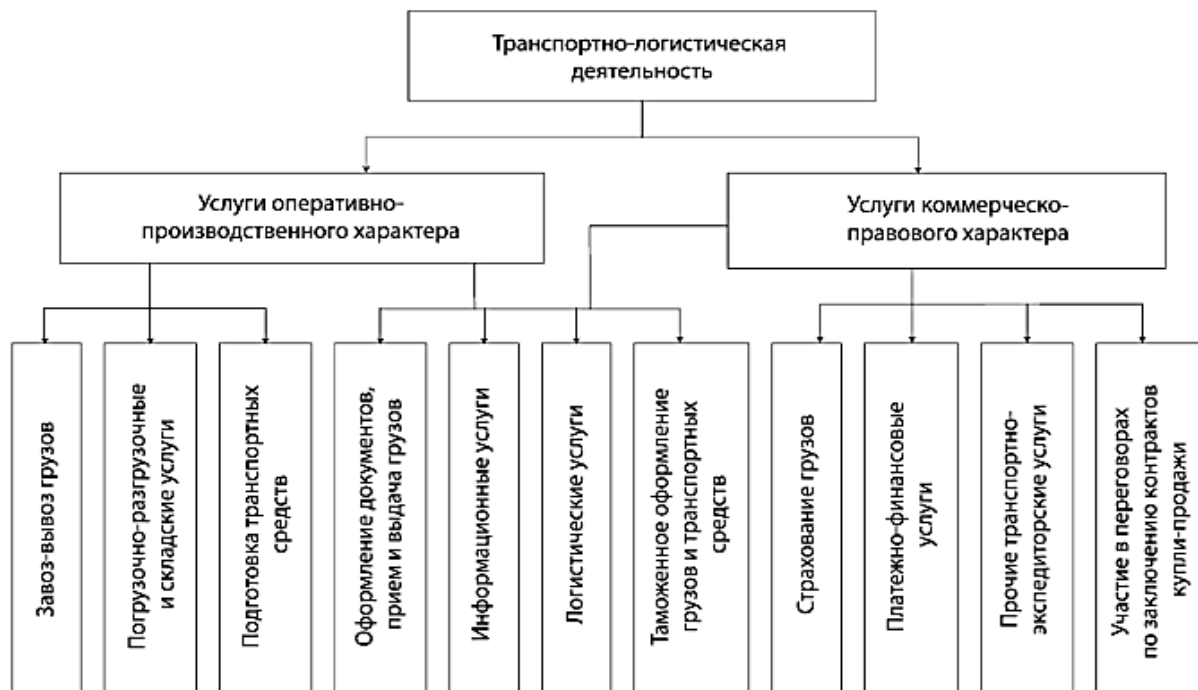 Транспортно-логистическая
деятельность
Услуги оперативно-
производственного характера
Услуги коммерческо-
правового характера
Завоз-вывоз грузов
Погрузочно-разгрузочные
и складские услуги
Подготовка транспортных
средств
Оформление документов,
прием и выдача грузов
Информационные услуги
Логистические услуги
Таможенное оформление
грузов и транспортных
средств
Страхование грузов
Платежно-финансовые
услуги
Прочие транспортно-
экспедиторские услуги
Участие в переговорах
по заключению контрактов
купли-продажи